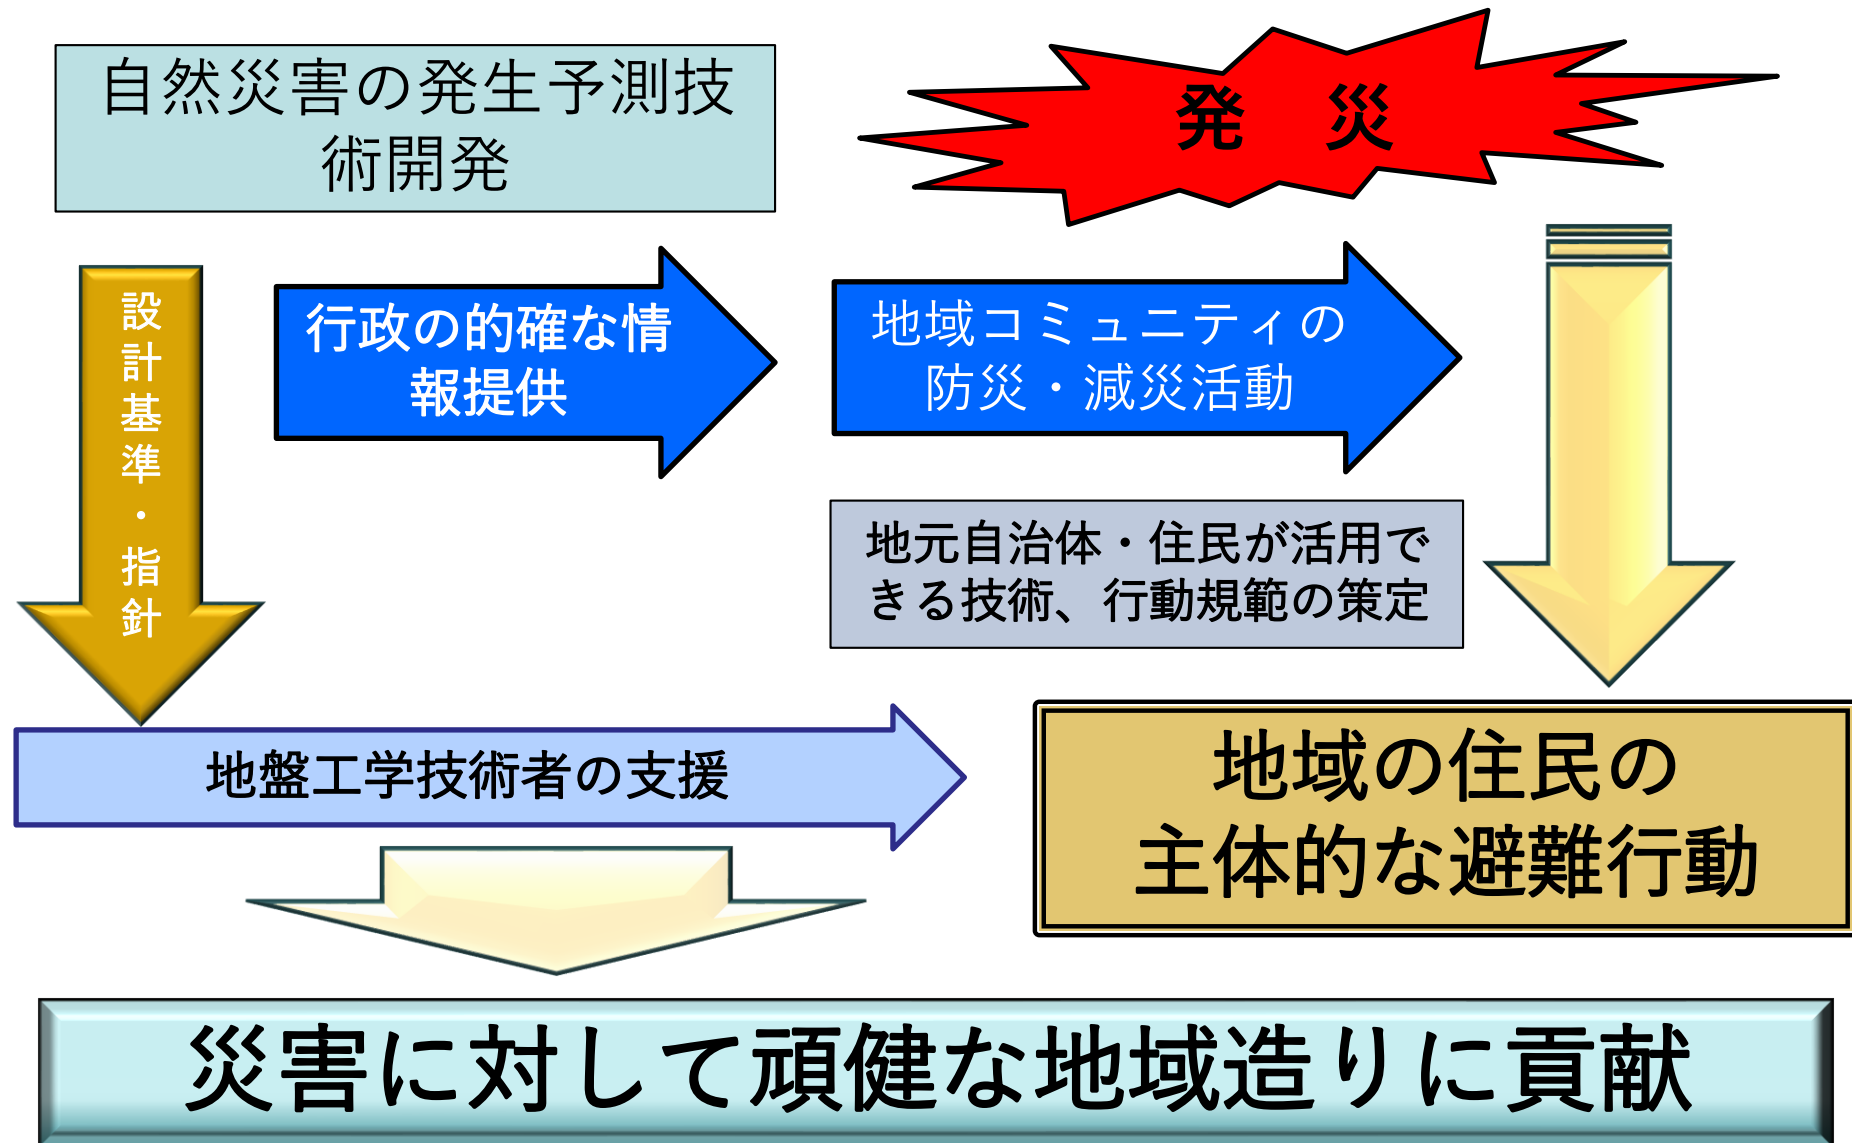 自然災害の発生予測技
術開発
発　災
設計基準・指針
行政の的確な情
報提供
地域コミュニティの
防災・減災活動
地元自治体・住民が活用で
きる技術、行動規範の策定
地盤工学技術者の支援
地域の住民の
主体的な避難行動
災害に対して頑健な地域造りに貢献